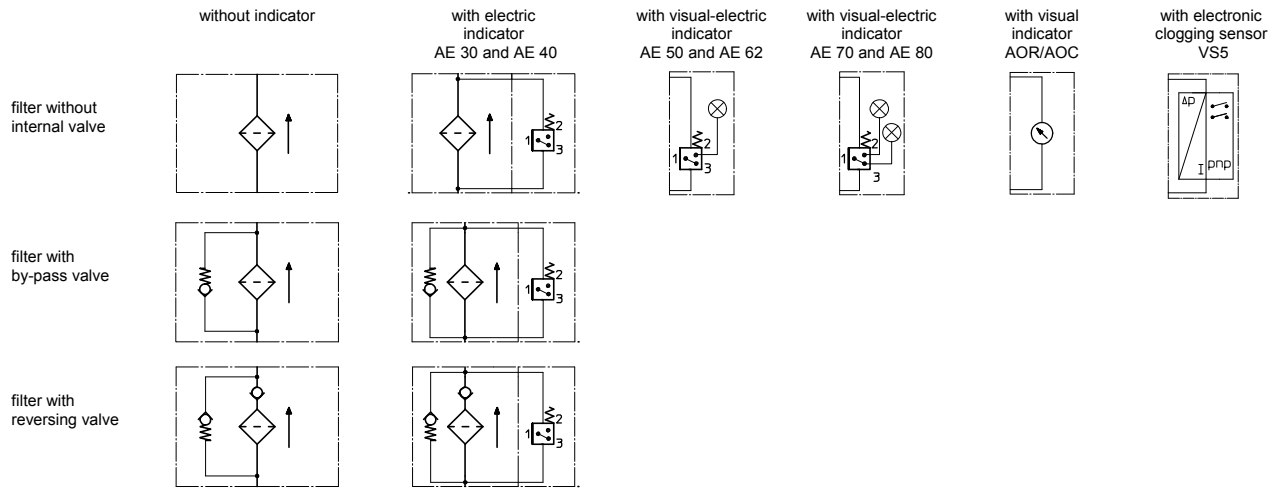 without indicator
with electric
indicator
AE 30 and AE 40
with visual-electric
indicator
AE 50 and AE 62
with visual-electric
indicator
AE 70 and AE 80
with visual
indicator
AOR/AOC
with electronic
clogging sensor
VS5
filter without
internal valve
1
2
3
1
2
3
1
2
3
Δp
I
pnp
filter with
by-pass valve
1
2
3
filter with
reversing valve
1
2
3